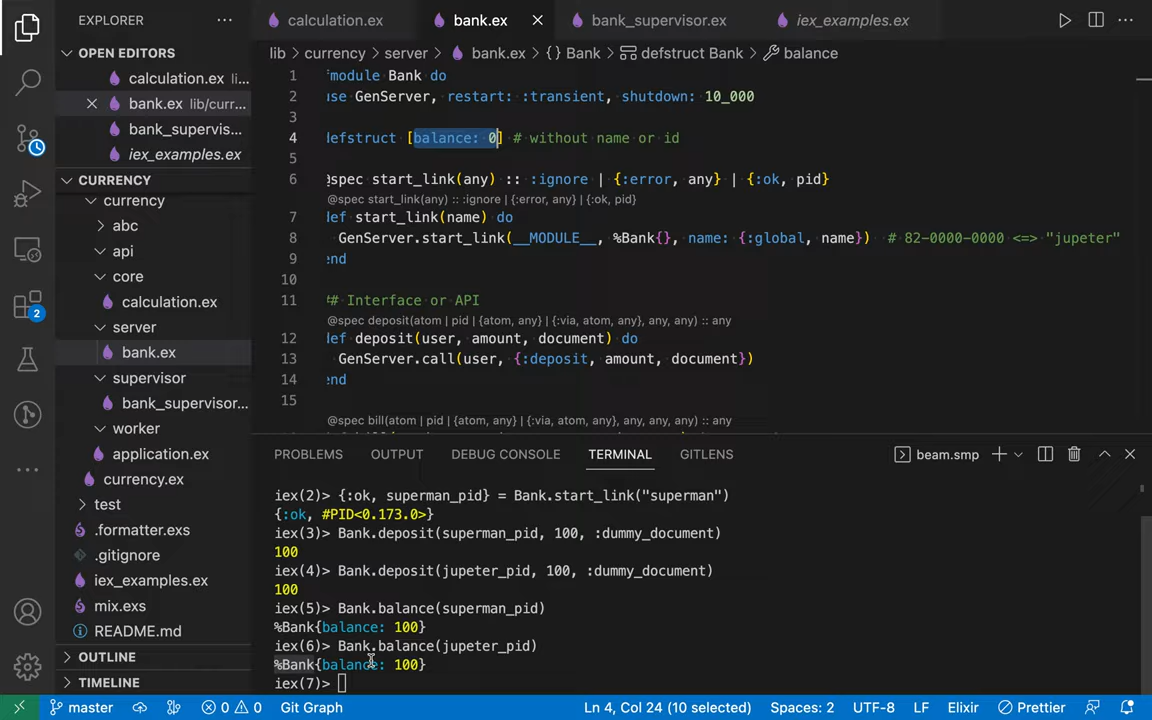 EXPLORER
OPEN EDITORS
calculation.ex li...
bank.ex lib/curr...
bank_supervis...
iex_examples.ex
CURRENCY
currency
abc
api
core
calculation.ex
server
bank.ex
supervisor
bank_supervisor...
worker
application.ex
currency.ex
test
.formatter.exs
.gitignore
iex_examples.ex
mix.exs
README.md
OUTLINE
TIMELINE
2
calculation.ex
bank.ex
bank_supervisor.ex
iex_examples.ex
lib > currency > server > bank.ex > {} Bank > defstruct Bank > balance
1 fmodule Bank do
2 use GenServer, restart: :transient, shutdown: 10_000
3
4 defstruct [balance: 0] # without name or id
5
6 @spec start_link(any) :: :ignore | {:error, any} | {:ok, pid}
@spec start_link(any) :: :ignore | {:error, any} | {:ok, pid}
7 def start_link(name) do
8 GenServer.start_link(__MODULE__, %Bank{}, name: {:global, name}) # 82-0000-0000 <=> "jupeter"
9 end
10
11 ## Interface or API
@spec deposit(atom | pid | {atom, any} | {:via, atom, any}, any, any) :: any
12 def deposit(user, amount, document) do
13 GenServer.call(user, {:deposit, amount, document})
14 end
15
@spec bill(atom | pid | {atom, any} | {:via, atom, any}, any, any) :: any
PROBLEMS OUTPUT DEBUG CONSOLE TERMINAL GITLENS
beam.smp
iex(2)> {:ok, superman_pid} = Bank.start_link("superman")
{:ok, #PID<0.173.0>}
iex(3)> Bank.deposit(superman_pid, 100, :dummy_document)
100
iex(4)> Bank.deposit(jupeter_pid, 100, :dummy_document)
100
iex(5)> Bank.balance(superman_pid)
%Bank{balance: 100}
iex(6)> Bank.balance(jupeter_pid)
%Bank{balance: 100}
iex(7)>
master 0 0 Git Graph Ln 4, Col 24 (10 selected) Spaces: 2 UTF-8 LF Elixir Prettier